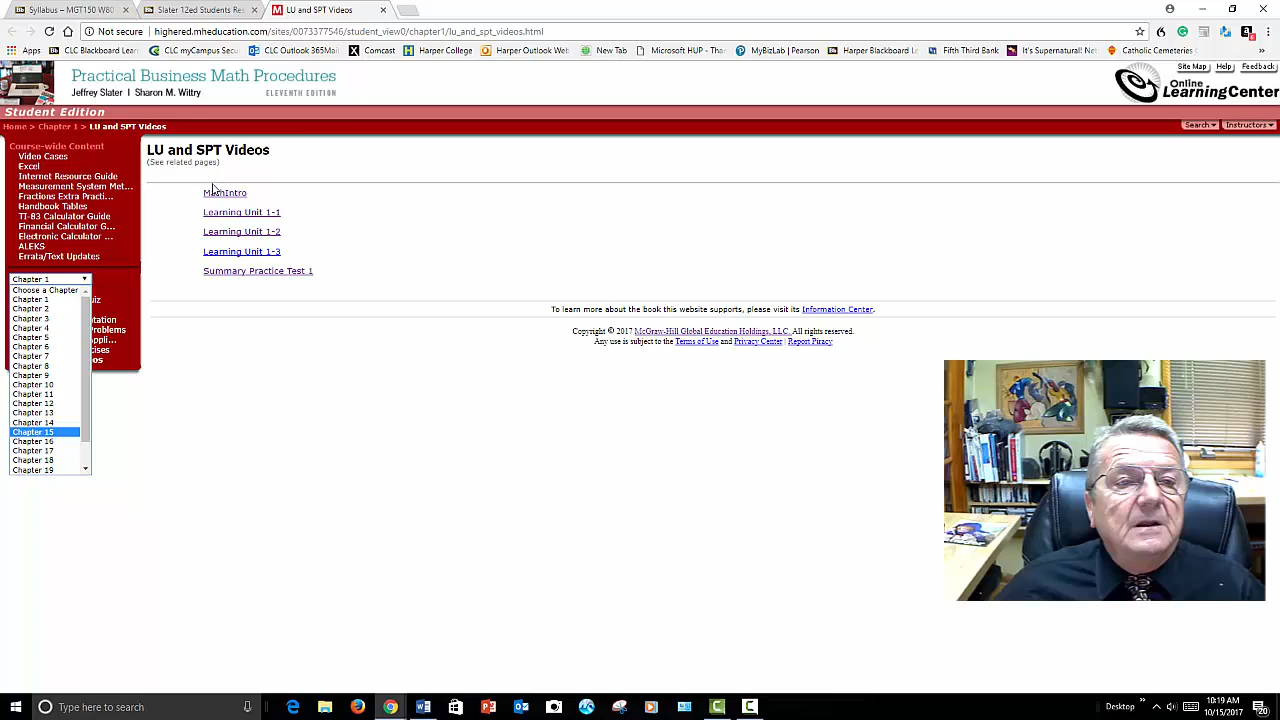 Syllabus – MGT150 W80
Slater 12ed Students Res
LU and SPT Videos
Not secure
highered.mheducation.com/sites/0073377546/student_view0/chapter1/lu_and_spt_videos.html
Apps
CLC Blackboard Learn
CLC myCampus Secu
CLC Outlook 365Mail
Comcast
Harper College
Harper Outlook Web
New Tab
Microsoft HUP - The
MyBizLab | Pearson
Harper Blackboard
Fifth Third Bank
It's Supernatural! Net
Catholic Cemeteries
Practical Business Math Procedures
Jeffrey Slater | Sharon M. Wittry ELEVENTH EDITION
Site Map Help Feedback
Online
LearningCenter
Student Edition
Home > Chapter 1 > LU and SPT Videos
Search
Instructors
Course-wide Content
Video Cases
Excel
Internet Resource Guide
Measurement System Met...
Fractions Extra Practi...
Handbook Tables
TI-83 Calculator Guide
Financial Calculator G...
Electronic Calculator ...
ALEKS
Errata/Text Updates
Chapter 1
Choose a Chapter
Chapter 1
Chapter 2
Chapter 3
Chapter 4
Chapter 5
Chapter 6
Chapter 7
Chapter 8
Chapter 9
Chapter 10
Chapter 11
Chapter 12
Chapter 13
Chapter 14
Chapter 15
Chapter 16
Chapter 17
Chapter 18
Chapter 19
LU and SPT Videos
(See related pages)
MathIntro
Learning Unit 1-1
Learning Unit 1-2
Learning Unit 1-3
Summary Practice Test 1
To learn more about the book this website supports, please visit its Information Center.
Copyright © 2017 McGraw-Hill Global Education Holdings, LLC. All rights reserved.
Any use is subject to the Terms of Use and Privacy Center | Report Piracy
Type here to search
Desktop
10:19 AM
10/15/2017
20